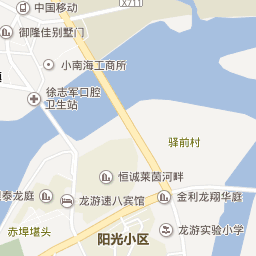 X711
中国移动
御隆佳别墅门
镇
小南海工商所
徐志军口腔
卫生站
驿前村
恒诚莱茵河畔
泰龙庭
龙游速八宾馆
金利龙翔华庭
赤埠堪头
龙游实验小学
阳光小区